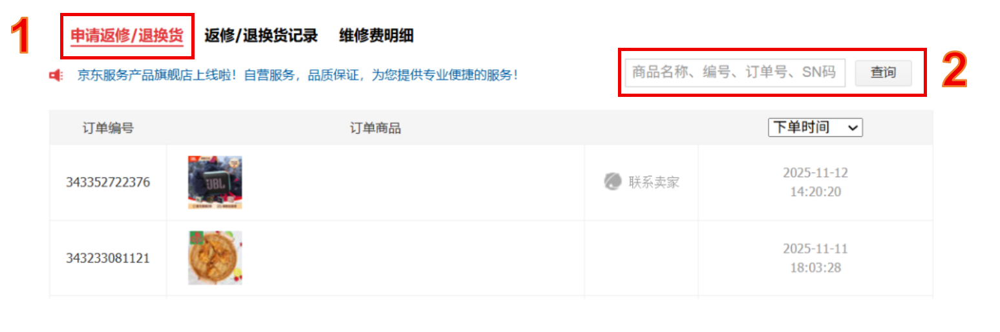 1
申请返修/退换货 返修/退换货记录 维修费明细
京东服务产品旗舰店上线啦！自营服务，品质保证，为您提供专业便捷的服务！
商品名称、编号、订单号、SN码 查询
2
订单编号 订单商品 下单时间
343352722376
JBL
联系卖家
2025-11-12
14:20:20
343233081121
2025-11-11
18:03:28